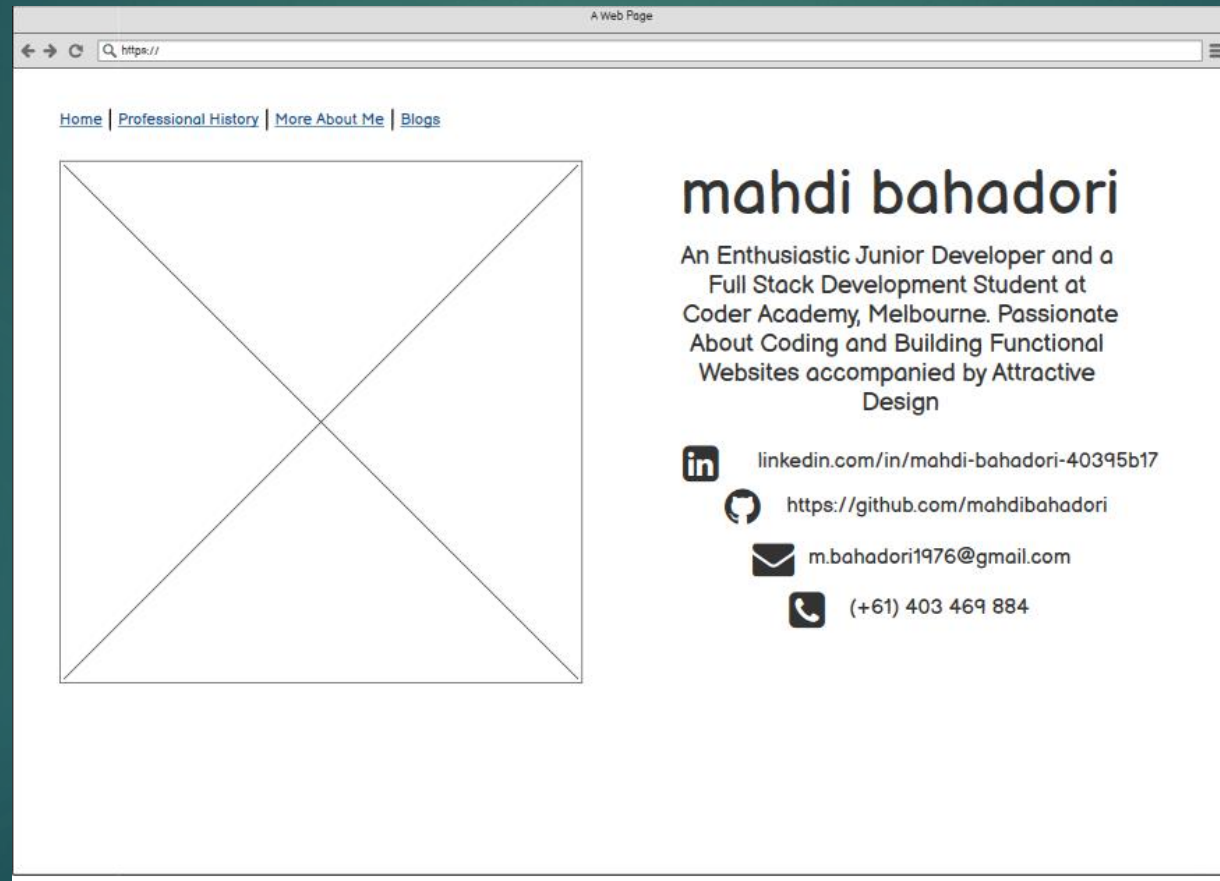 A Web Page
https://
Home | Professional History | More About Me | Blogs
mahdi bahadori
An Enthusiastic Junior Developer and a
Full Stack Development Student at
Coder Academy, Melbourne. Passionate
About Coding and Building Functional
Websites accompanied by Attractive
Design
in
linkedin.com/in/mahdi-bahadori-40395b17
https://github.com/mahdibahadori
m.bahadori1976@gmail.com
(+61) 403 469 884